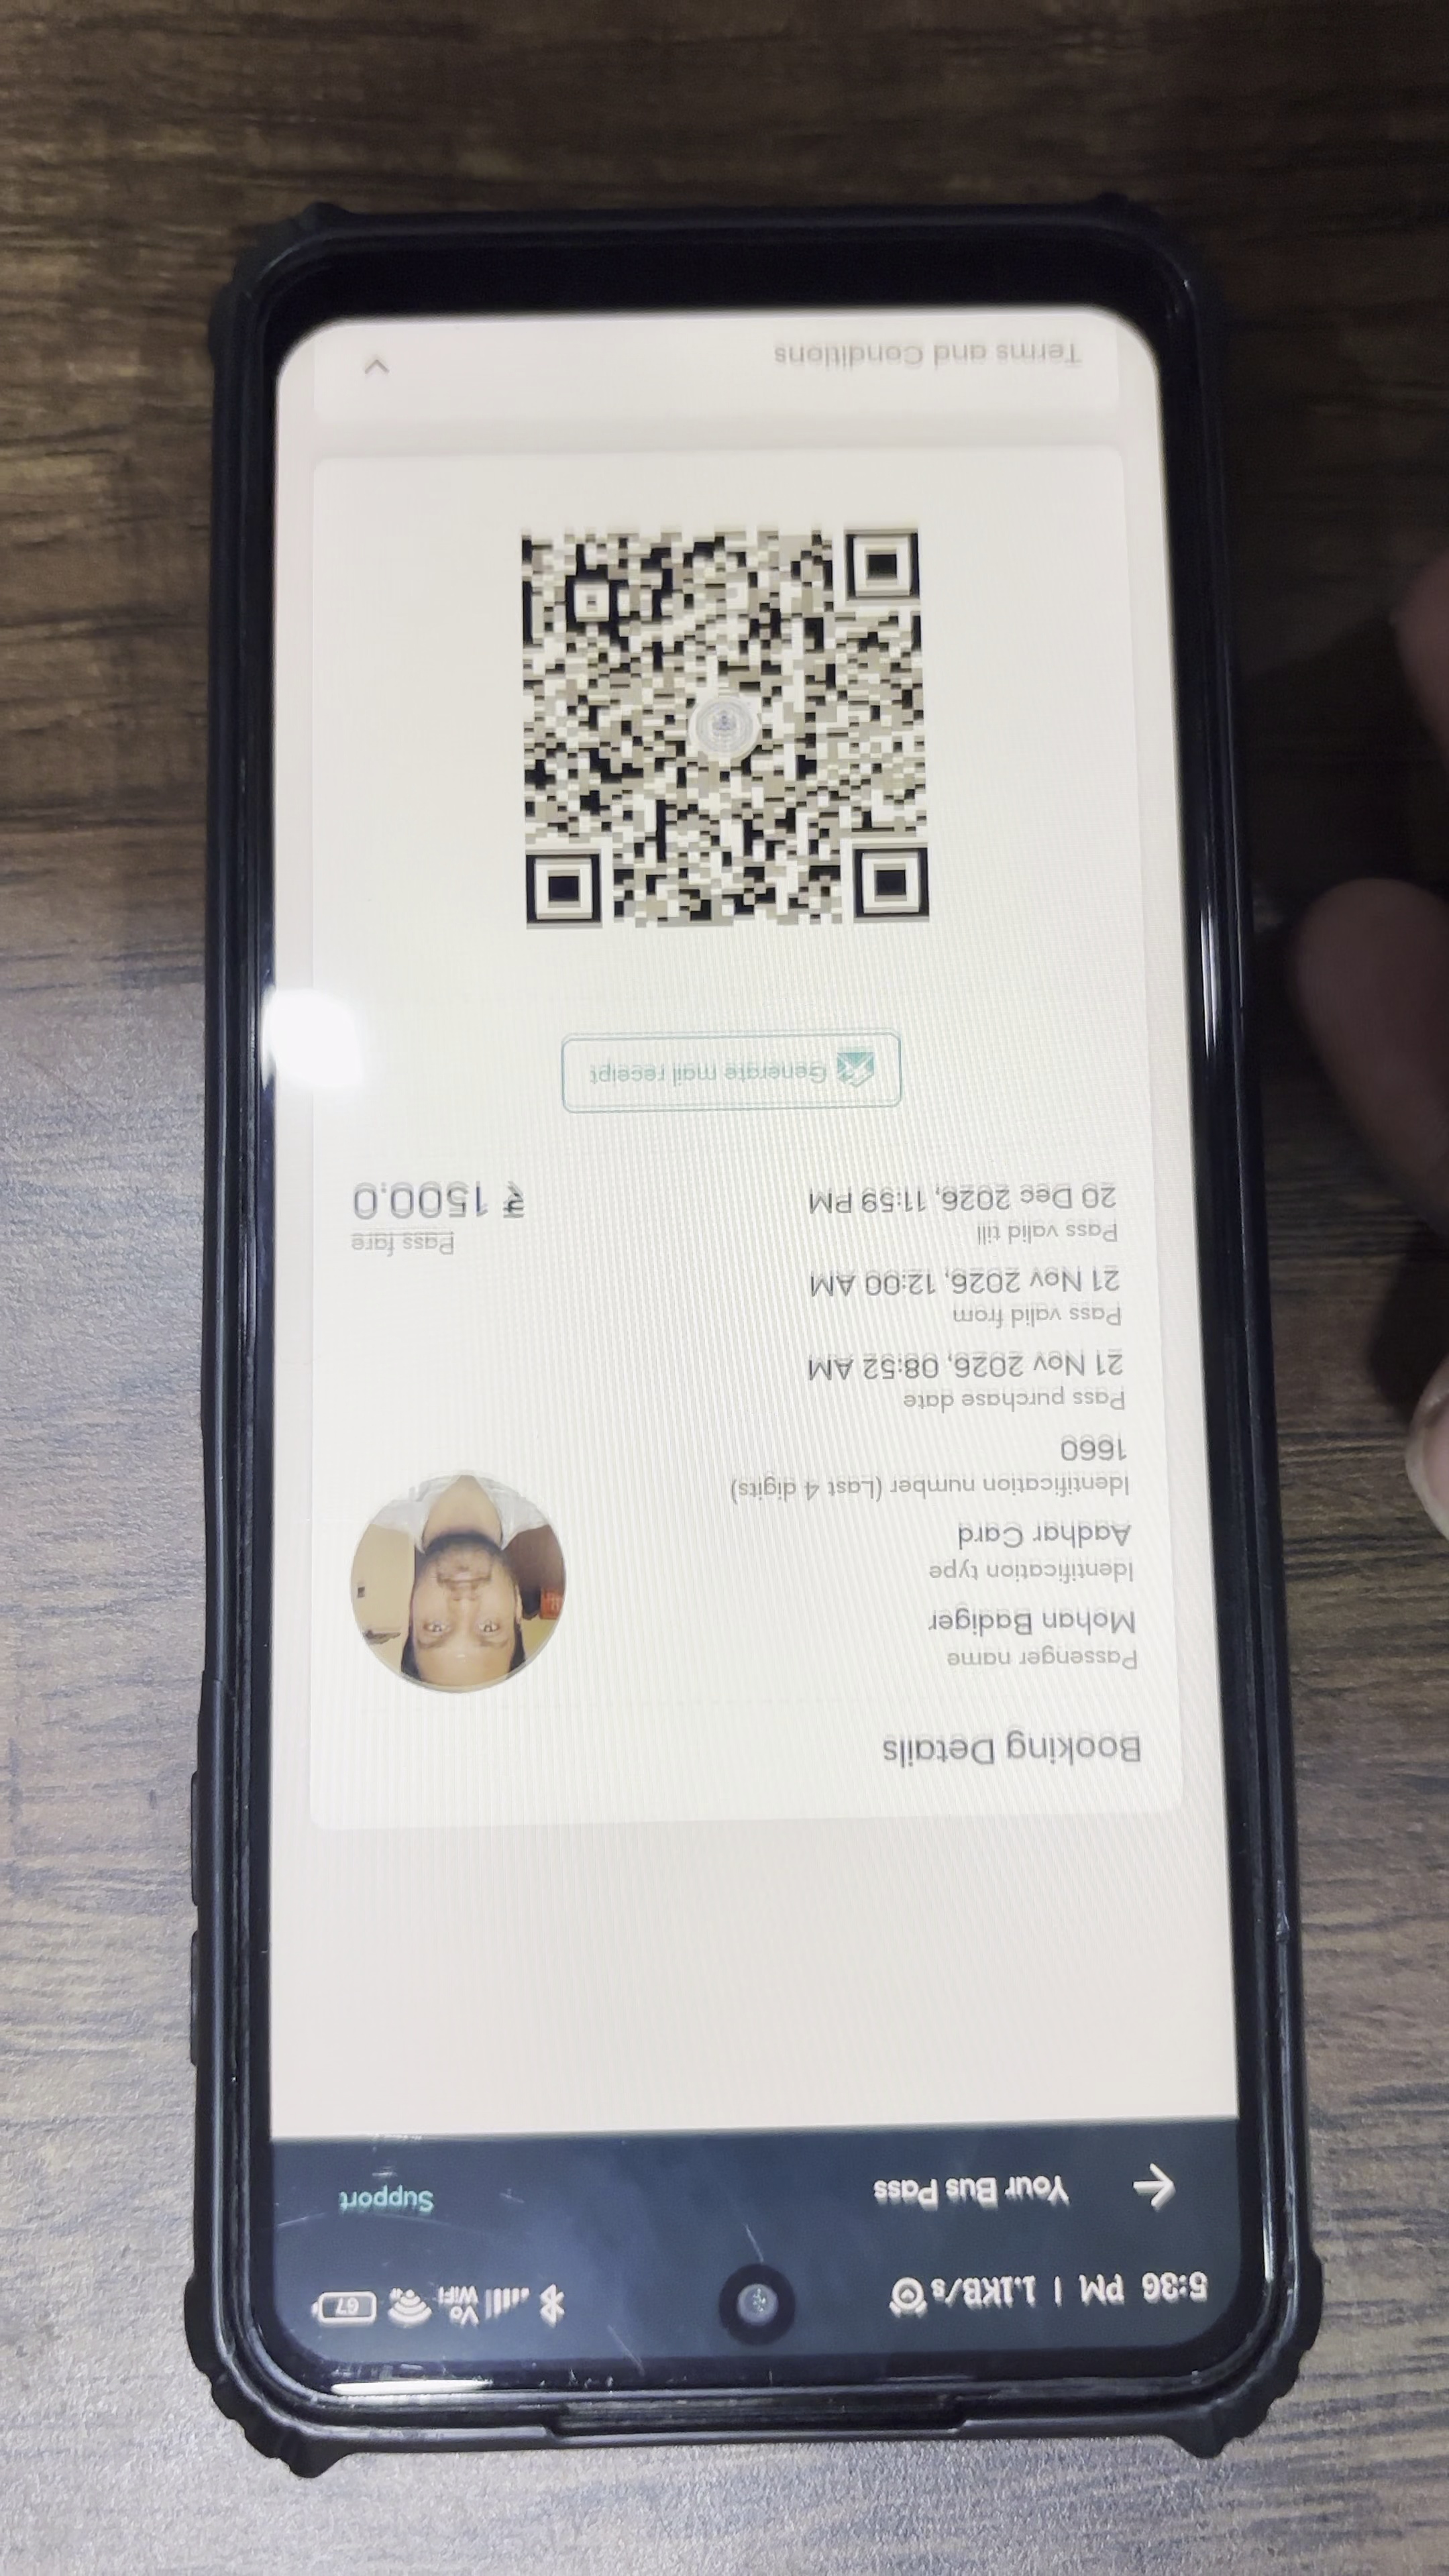 5:36 PM | 1.1KB/s
Vo
WiFi
67
Your Bus Pass
Support
Booking Details
Passenger name
Mohan Badiger
Identification type
Aadhar Card
Identification number (Last 4 digits)
1660
Pass purchase date
21 Nov 2026, 08:52 AM
Pass valid from
21 Nov 2026, 12:00 AM
Pass valid till
20 Dec 2026, 11:59 PM
Pass fare
₹ 1500.0
Generate mail receipt
Terms and Conditions